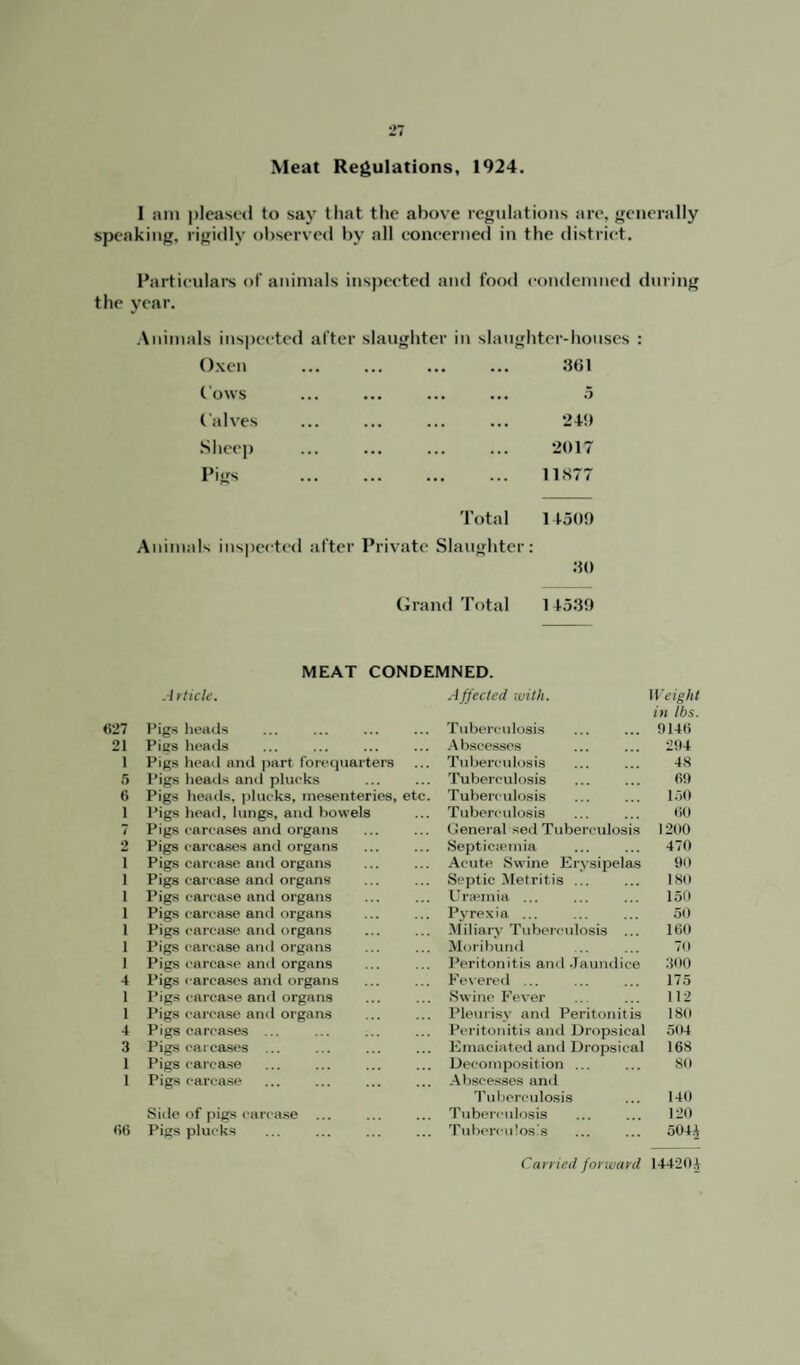 27
Meat Regulations, 1924.
I am pleased to say that the above regulations are, generally
speaking, rigidly observed by all concerned in the district.
Particulars of animals inspected and food condemned during
the year.
Animals inspected after slaughter in slaughter-houses :
Oxen ... ... ... ... 361
Cows ... ... ... ... 5
Calves ... ... ... ... 249
Sheep ... ... ... ... 2017
Pigs ... ... ... ... 11877
Total 14509
Animals inspected after Private Slaughter :
30
Grand Total 14539
MEAT CONDEMNED.
Article. Affected with. Weight
in lbs.
627 Pigs heads ... ... ... ... Tuberculosis ... ... 9146
21 Pigs heads ... ... ... ... Abscesses ... ... 294
1 Pigs head and part forequarters ... Tuberculosis ... ... 48
5 Pigs heads and plucks ... ... Tuberculosis ... ... 69
6 Pigs heads, plucks, mesenteries, etc. Tuberculosis ... ... 150
1 Pigs head, lungs, and bowels ... Tuberculosis ... ... 60
7 Pigs carcases and organs ... ... General sed Tuberculosis 1200
2 Pigs carcases and organs ... ... Septicæmia ... ... 470
1 Pigs carcase and organs ... ... Acute Swine Erysipelas 90
1 Pigs carcase and organs ... ... Septic Metritis ... ... 180
1 Pigs carcase and organs ... ... Uræmia ... ... ... 150
1 Pigs carcase and organs ... ... Pyrexia ... ... ... 50
1 Pigs carcase and organs ... ... Miliary Tuberculosis ... 160
1 Pigs carcase and organs ... ... Moribund ... ... 70
1 Pigs carcase and organs ... ... Peritonitis and Jaundice 300
4 Pigs carcases and organs ... ... Fevered ... ... ... 175
1 Pigs carcase and organs ... ... Swine Fever ... ... 112
1 Pigs carcase and organs ... ... Pleurisy and Peritonitis 180
4 Pigs carcases ... ... ... ... Peritonitis and Dropsical 504
3 Pigs carcases ... ... ... ... Emaciated and Dropsical 168
1 Pigs carcase ... ... ... ... Decomposition ... ... 80
1 Pigs carcase ... ... ... ... Abscesses and
Tuberculosis ... 140
Side of pigs carcase ... ... ... Tuberculosis ... ... 120
66 Pigs plucks ... ... ... ... Tuberculos s ... ... 504½
Carried forward 14420½